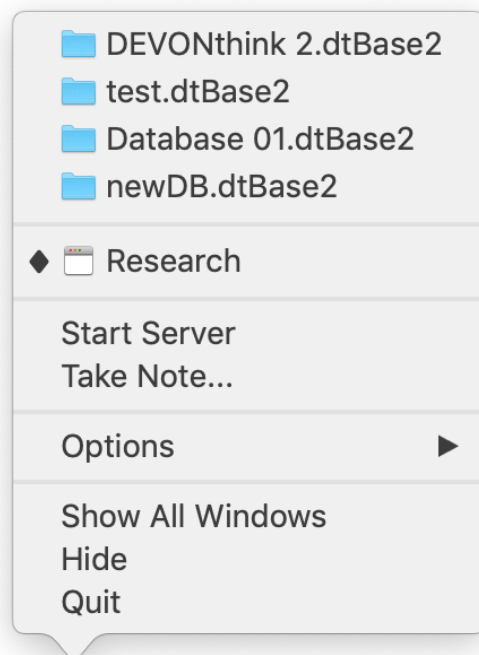 DEVONthink 2.dtBase2
test.dtBase2
Database 01.dtBase2
newDB.dtBase2
Research
Start Server
Take Note...
Options
Show All Windows
Hide
Quit